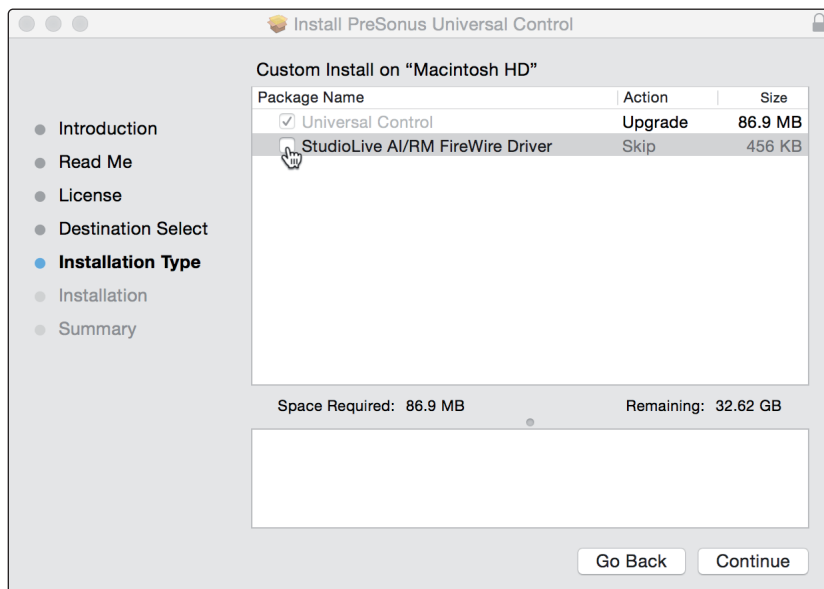 Install PreSonus Universal Control
Custom Install on “Macintosh HD”
Package Name Action Size
Universal Control Upgrade 86.9 MB
StudioLive AI/RM FireWire Driver Skip 456 KB
Introduction
Read Me
License
Destination Select
Installation Type
Installation
Summary
Space Required: 86.9 MB Remaining: 32.62 GB
Go Back Continue